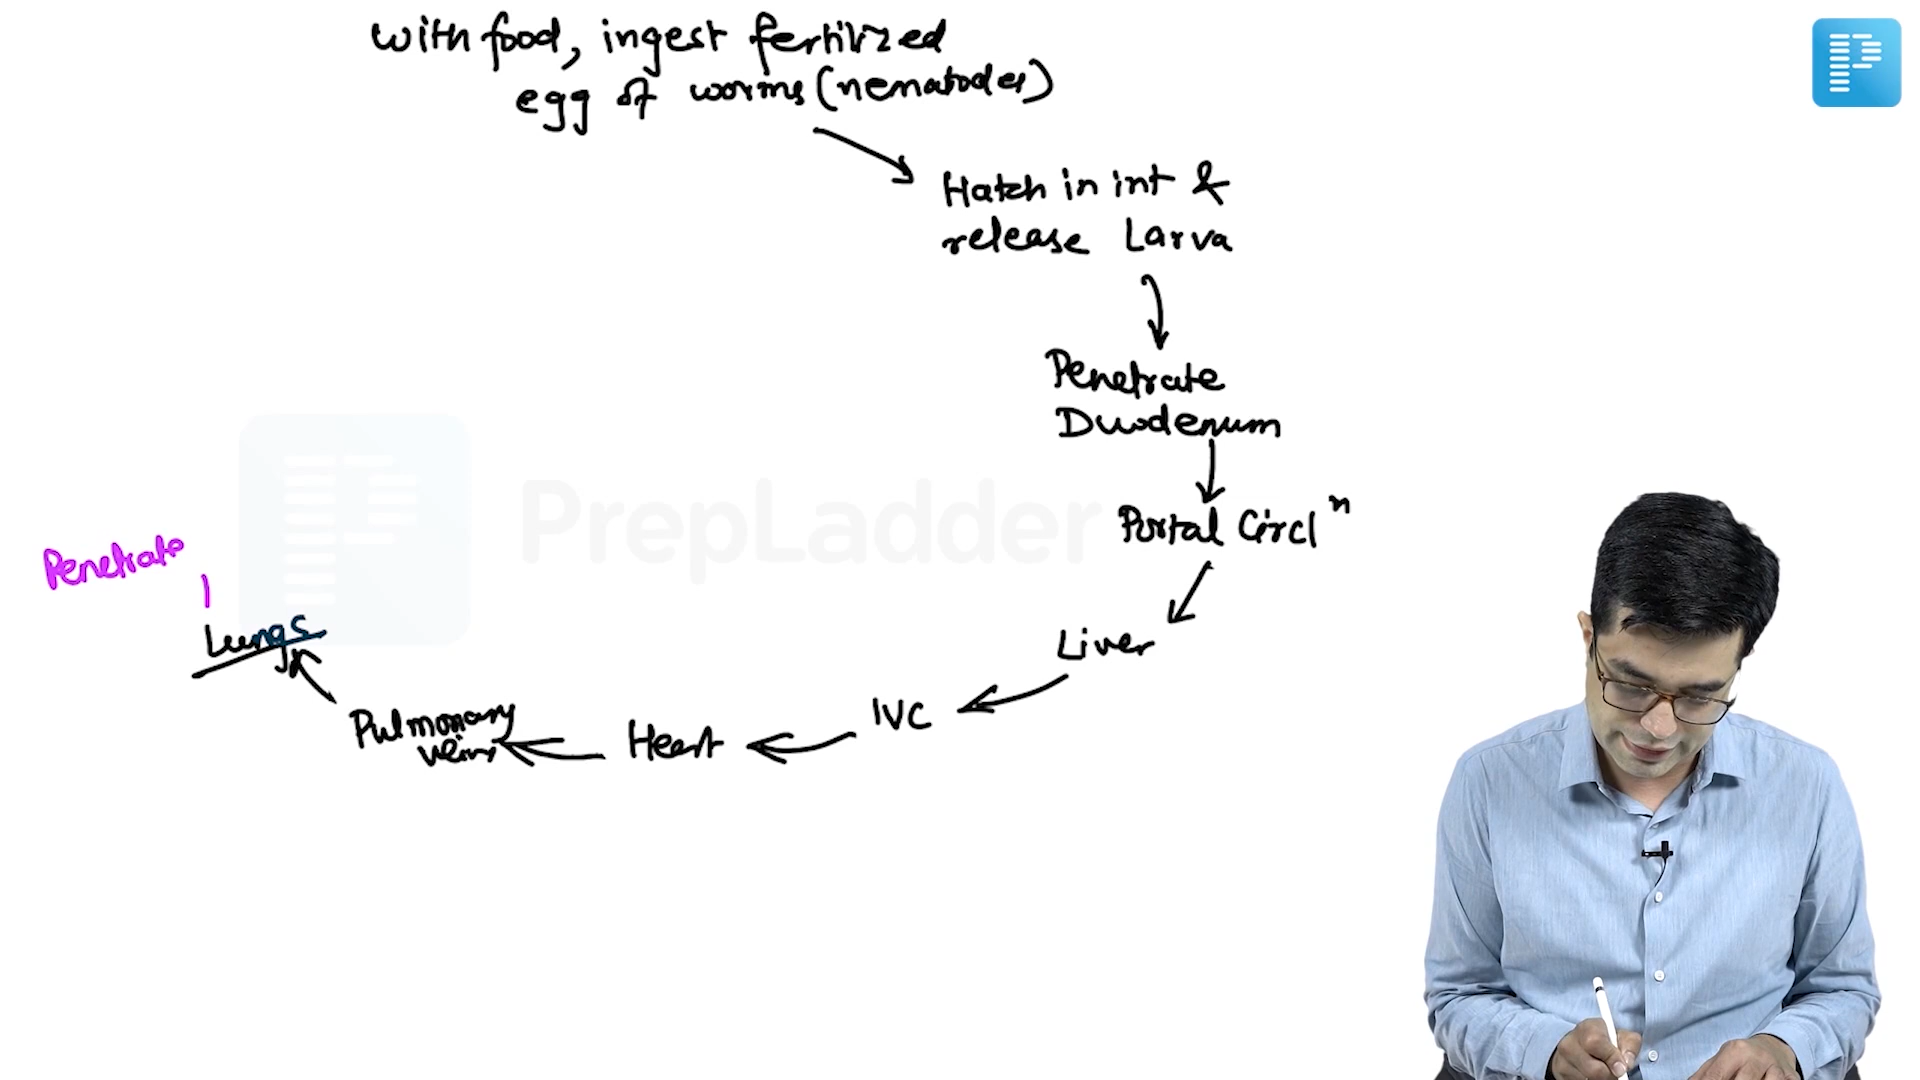 with food, ingest fertilized
egg of worms (nematodes)
Hatch in int &
release Larva
Penetrate
Duodenum
Portal Circl n
Liver
IVC
Heart
Pulmonary
veins
Lungs
Penetrate
PrepLadder